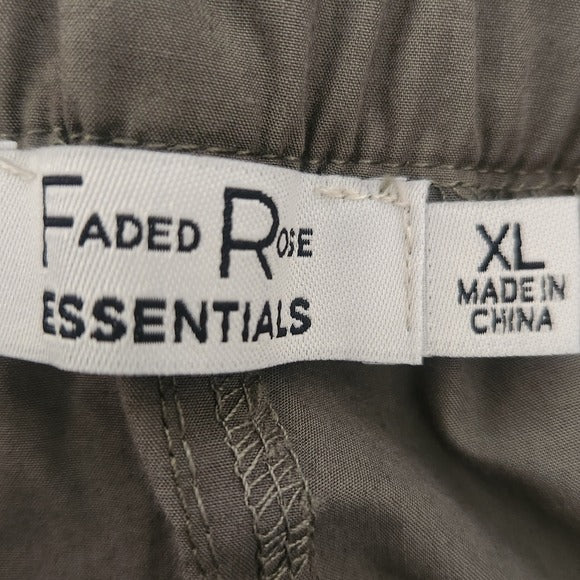 FADED ROSE
ESSENTIALS
XL
MADE IN
CHINA